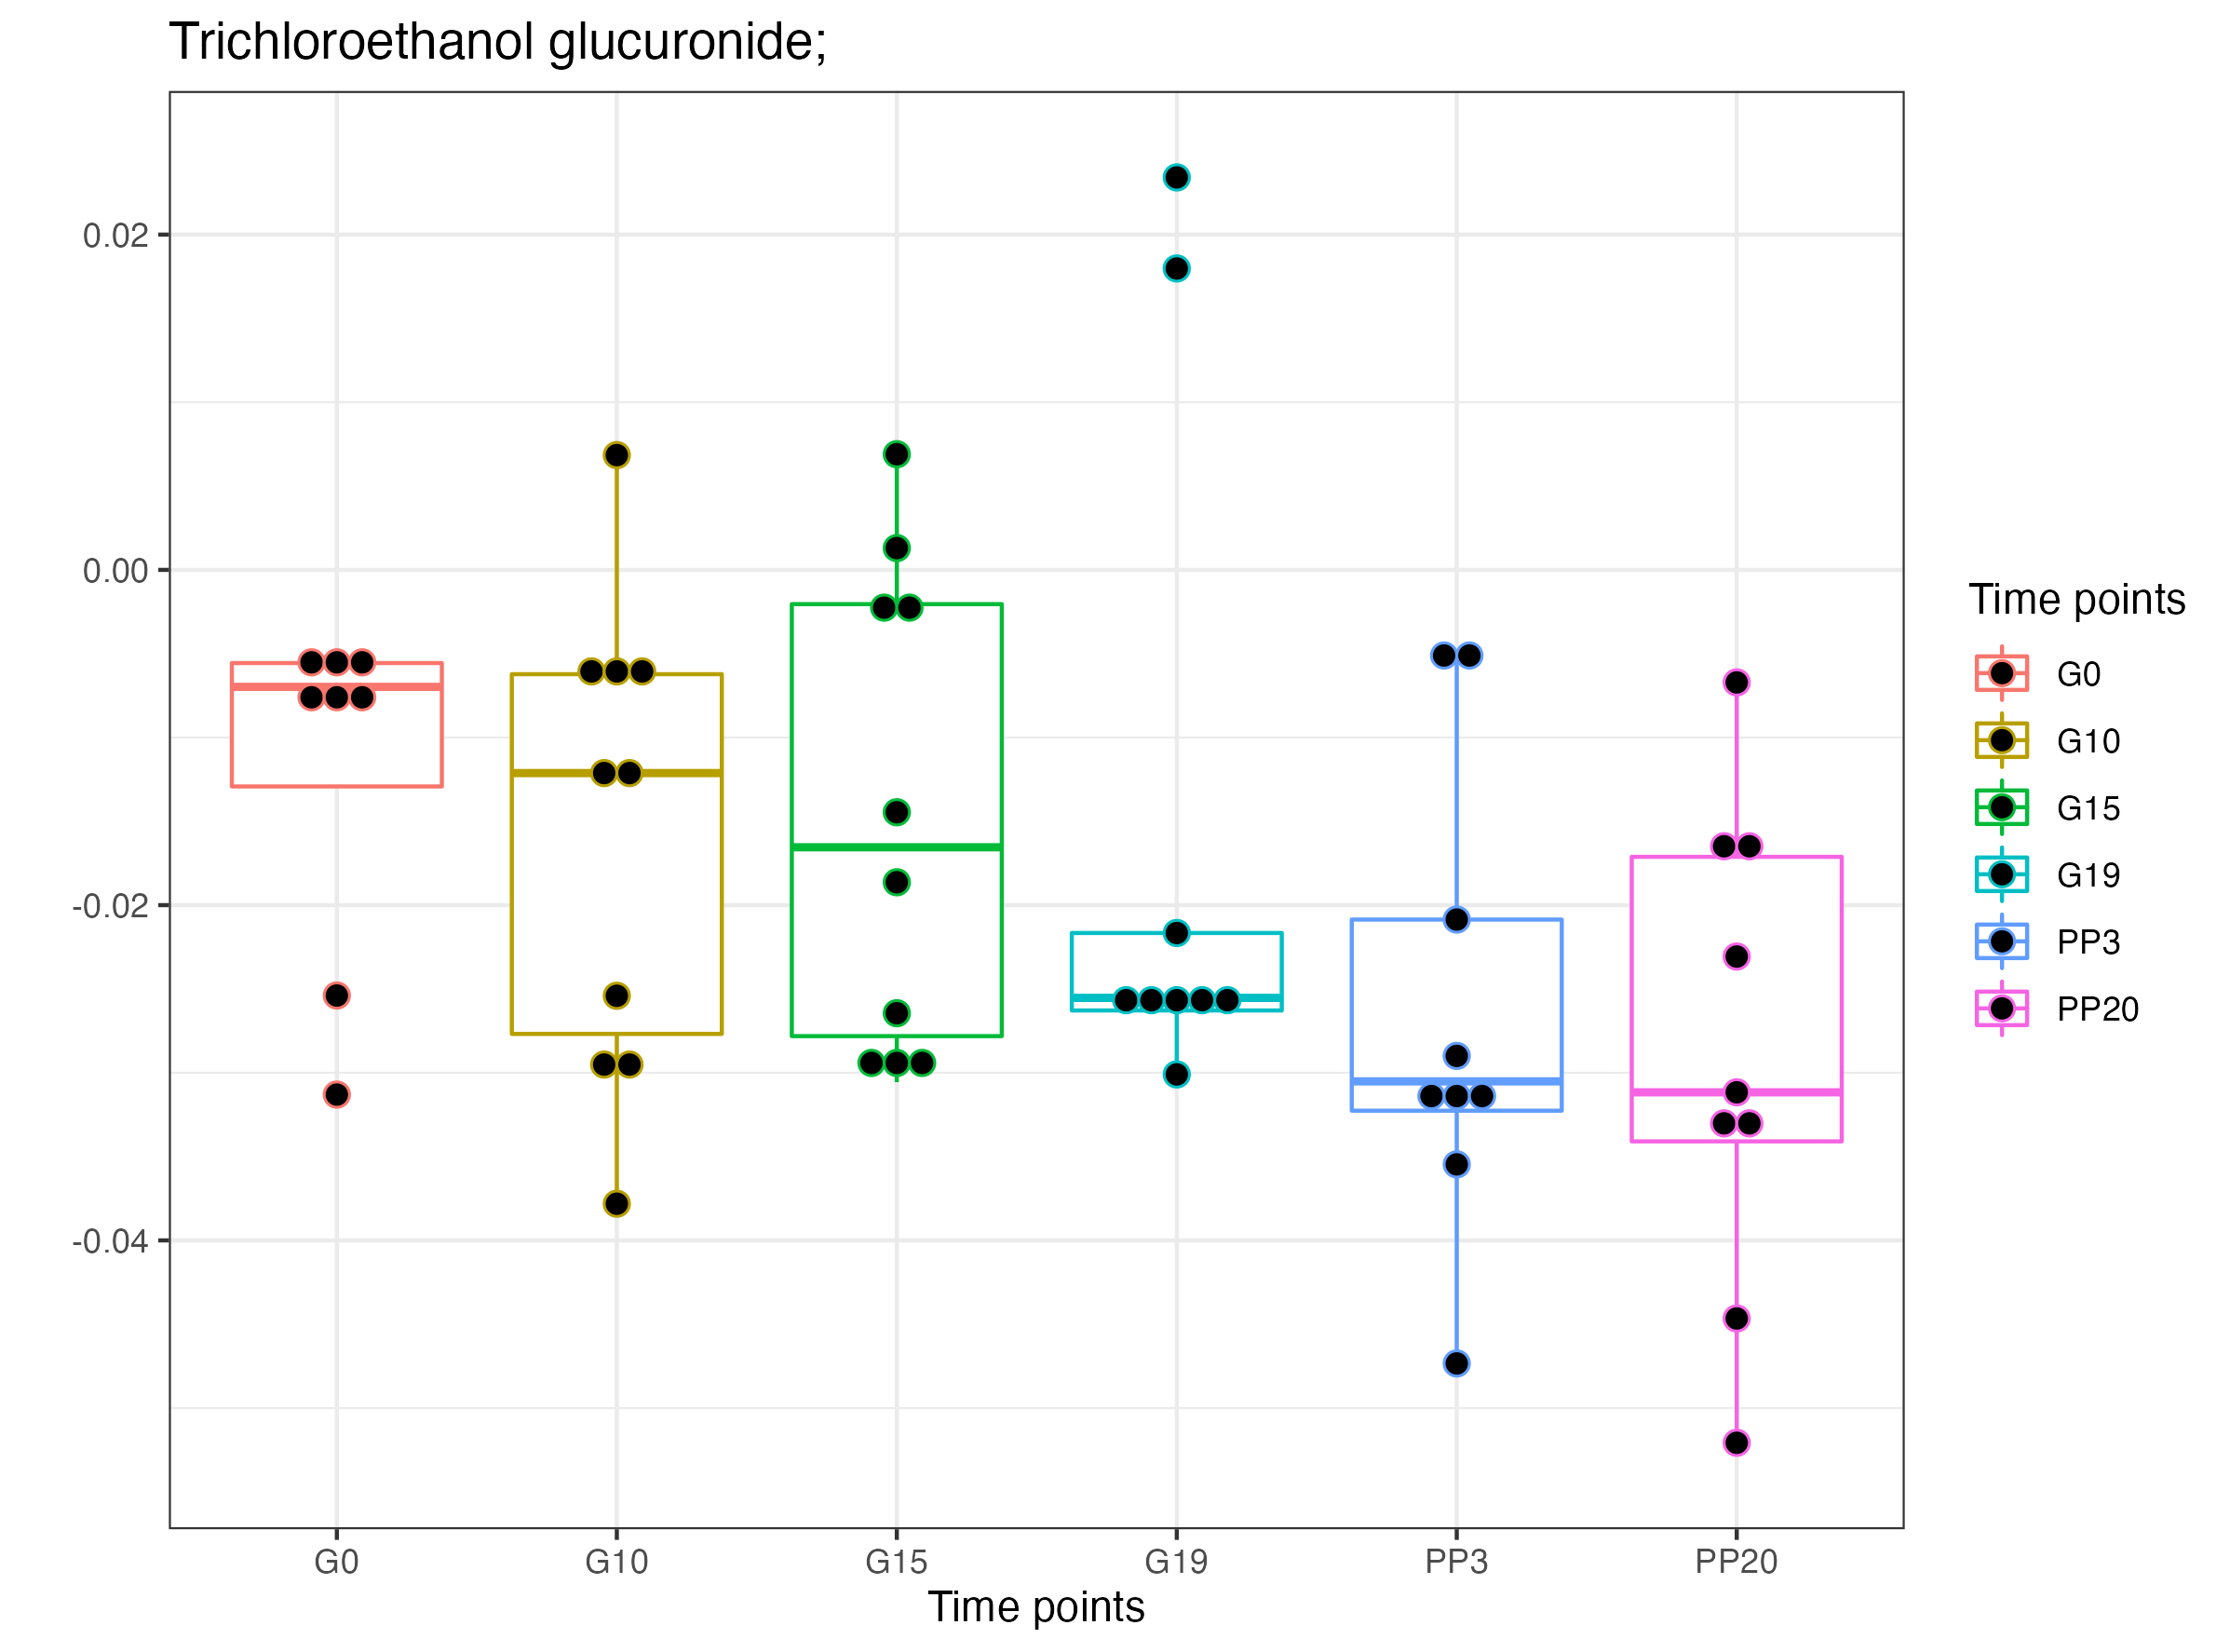 Trichloroethanol glucuronide;
0.02
0.00
-0.02
-0.04
G0 G10 G15 G19 PP3 PP20
Time points
Time points
G0
G10
G15
G19
PP3
PP20